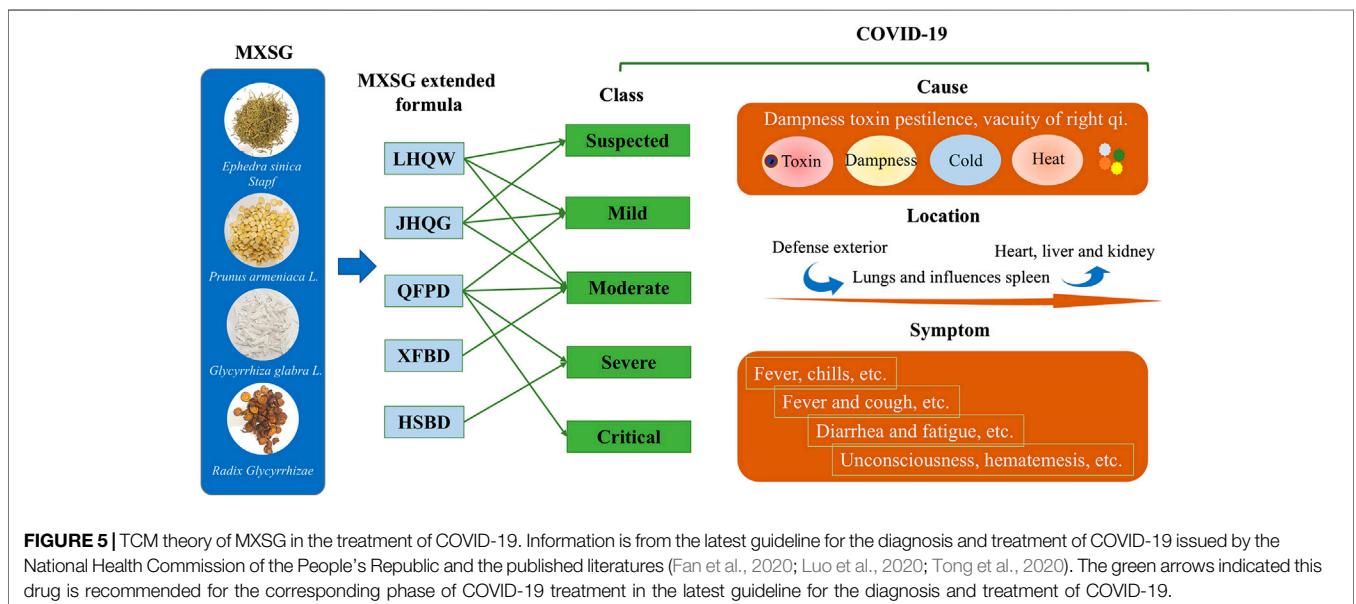 MXSG
Ephedra sinica
Stapf
Prunus armeniaca L.
Glycyrrhiza glabra L.
Radix Glycyrrhizae
MXSG extended
formula
LHQW
JHQG
QFPD
XFBD
HSBD
COVID-19
Class
Suspected
Mild
Moderate
Severe
Critical
Cause
Dampness toxin pestilence, vacuity of right qi.
Toxin
Dampness
Cold
Heat
Location
Defense exterior
Lungs and influences spleen
Heart, liver and kidney
Symptom
Fever, chills, etc.
Fever and cough, etc.
Diarrhea and fatigue, etc.
Unconsciousness, hematemesis, etc.
FIGURE 5 | TCM theory of MXSG in the treatment of COVID-19. Information is from the latest guideline for the diagnosis and treatment of COVID-19 issued by the
National Health Commission of the People's Republic and the published literatures (Fan et al., 2020; Luo et al., 2020; Tong et al., 2020). The green arrows indicated this
drug is recommended for the corresponding phase of COVID-19 treatment in the latest guideline for the diagnosis and treatment of COVID-19.